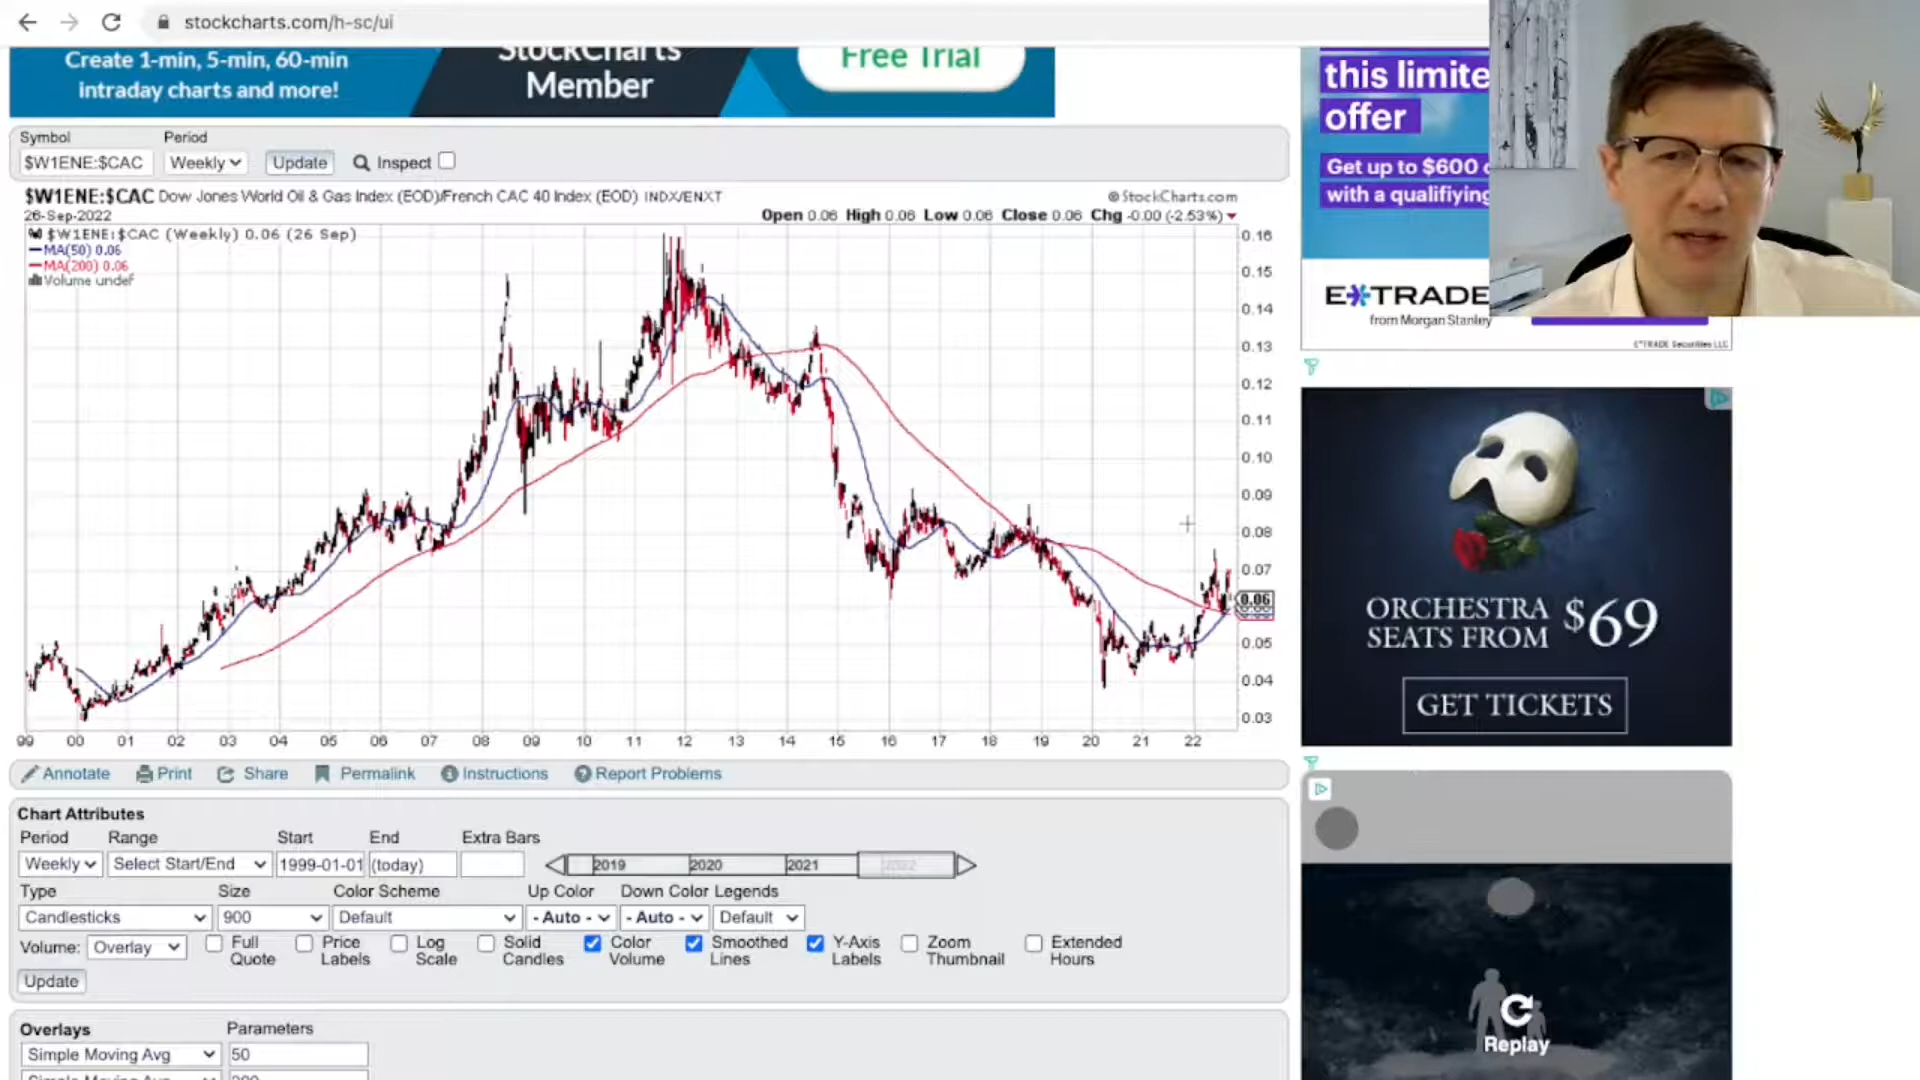 stockcharts.com/h-sc/ui
Create 1-min, 5-min, 60-min
intraday charts and more!
StockCharts
Member
Free Trial
this limite
offer
Get up to $600
with a qualifiying
E*TRADE
from Morgan Stanley
E*TRADE Securities LLC
Symbol Period
$W1ENE:$CAC Weekly Update Inspect
$W1ENE:$CAC Dow Jones World Oil & Gas Index (EOD)/French CAC 40 Index (EOD) INDX/ENXT
© StockCharts.com
26-Sep-2022
Open 0.06 High 0.06 Low 0.06 Close 0.06 Chg -0.00 (-2.53%)
$W1ENE:$CAC (Weekly) 0.06 (26 Sep)
MA(50) 0.06
MA(200) 0.06
Volume undef
0.16
0.15
0.14
0.13
0.12
0.11
0.10
0.09
0.08
0.07
0.06
0.05
0.04
0.03
99 00 01 02 03 04 05 06 07 08 09 10 11 12 13 14 15 16 17 18 19 20 21 22
Annotate Print Share Permalink Instructions Report Problems
Chart Attributes
Period Range Start End Extra Bars
Weekly Select Start/End 1999-01-01 (today)
2019 2020 2021 2022
Type Size Color Scheme Up Color Down Color Legends
Candlesticks 900 Default - Auto - - Auto - Default
Volume: Overlay Full Quote Price Labels Log Scale Solid Candles Color Volume Smoothed Lines Y-Axis Labels Zoom Thumbnail Extended Hours
Update
Overlays Parameters
Simple Moving Avg 50
ORCHESTRA
SEATS FROM $69
GET TICKETS
Replay